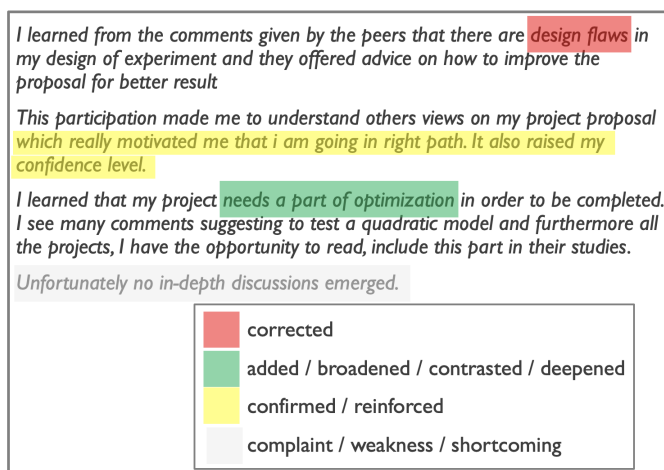 I learned from the comments given by the peers that there are design flaws in
my design of experiment and they offered advice on how to improve the
proposal for better result
This participation made me to understand others views on my project proposal
which really motivated me that i am going in right path. It also raised my
confidence level.
I learned that my project needs a part of optimization in order to be completed.
I see many comments suggesting to test a quadratic model and furthermore all
the projects, I have the opportunity to read, include this part in their studies.
Unfortunately no in-depth discussions emerged.
corrected
added / broadened / contrasted / deepened
confirmed / reinforced
complaint / weakness / shortcoming